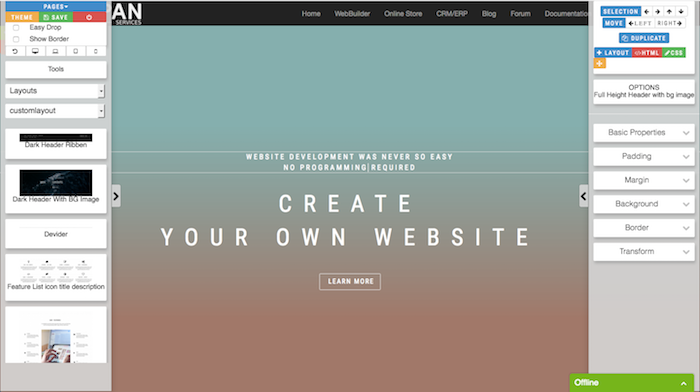 PAGES
THEME SAVE
Easy Drop
Show Border
Tools
Layouts
customlayout
Dark Header Ribben
Dark Header With BG Image
Devider
Feature List icon title description
AN
SERVICES
Home WebBuilder Online Store CRM/ERP Blog Forum Documentation
WEBSITE DEVELOPMENT WAS NEVER SO EASY
NO PROGRAMMING REQUIRED
CREATE
YOUR OWN WEBSITE
LEARN MORE
SELECTION
MOVE LEFT RIGHT
DUPLICATE
LAYOUT HTML CSS
OPTIONS
Full Height Header with bg image
Basic Properties
Padding
Margin
Background
Border
Transform
Offline